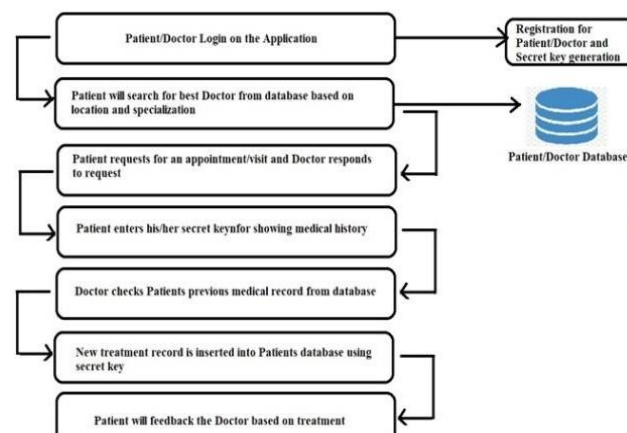 Patient/Doctor Login on the Application
Registration for
Patient/Doctor and
Secret key generation
Patient will search for best Doctor from database based on
location and specialization
Patient/Doctor Database
Patient requests for an appointment/visit and Doctor responds
to request
Patient enters his/her secret keynfor showing medical history
Doctor checks Patients previous medical record from database
New treatment record is inserted into Patients database using
secret key
Patient will feedback the Doctor based on treatment